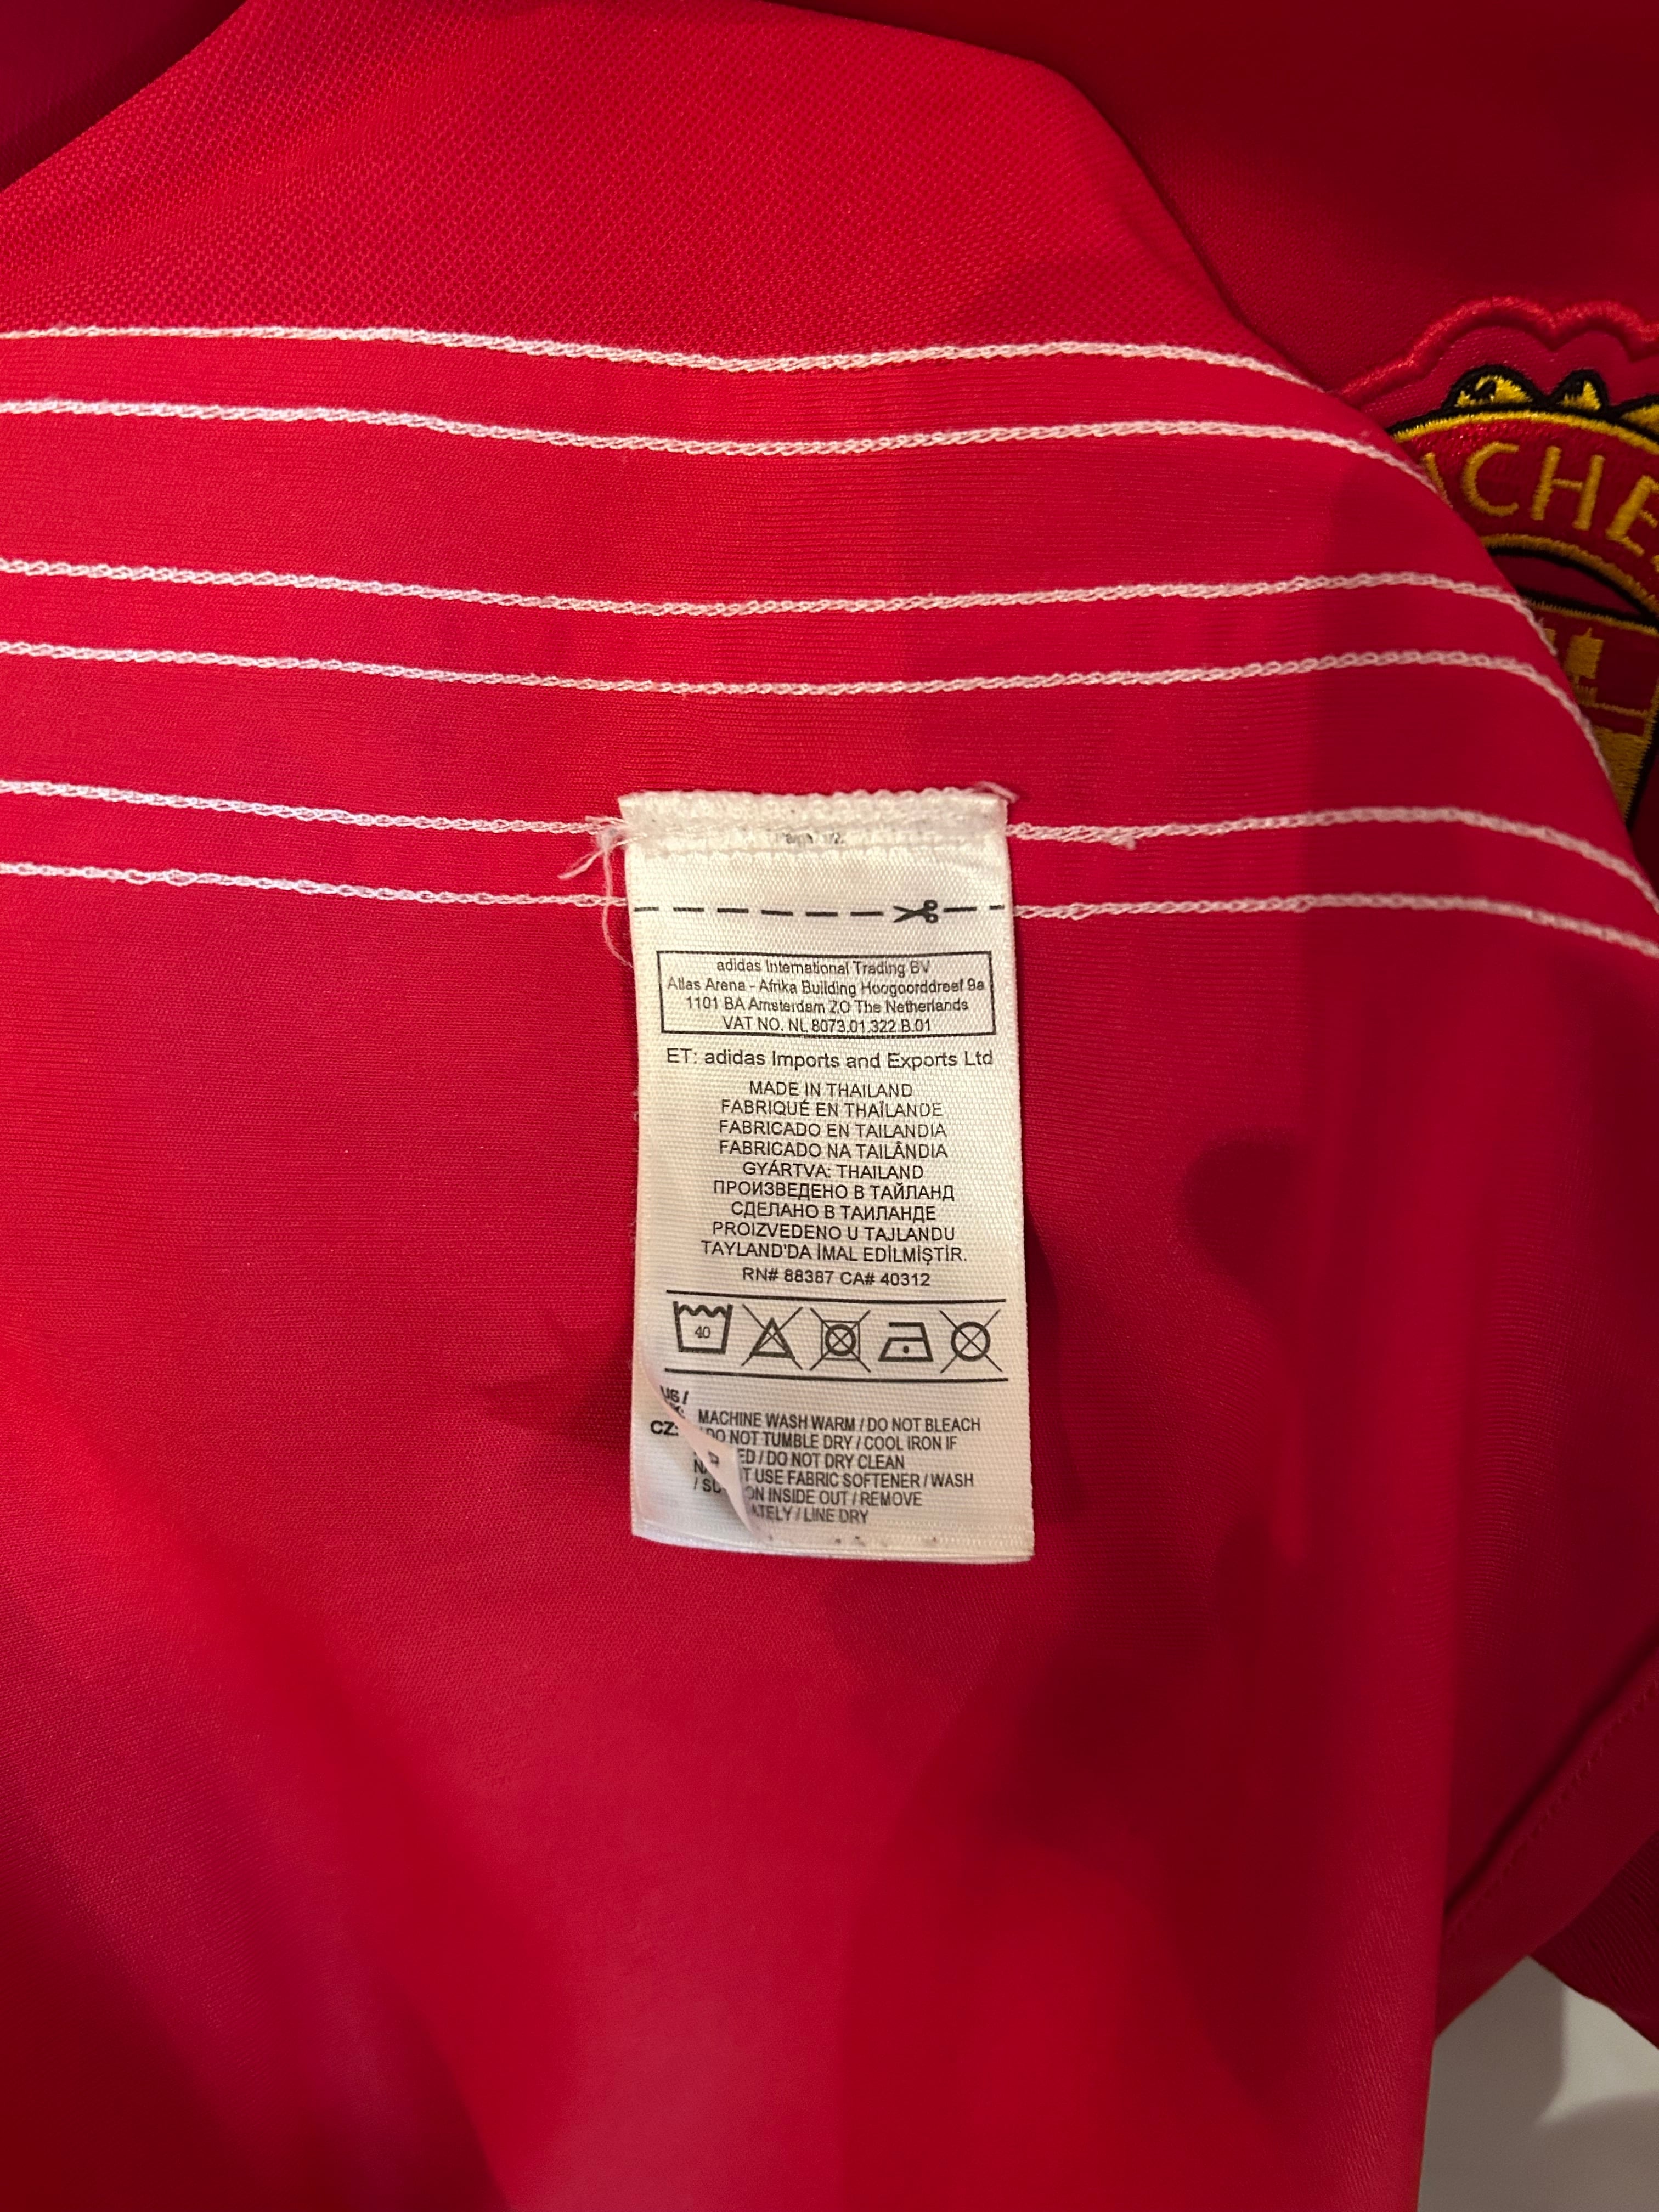 adidas International Trading BV
Atlas Arena - Afrika Building Hoogoorddreef 9a
1101 BA Amsterdam ZO The Netherlands
VAT NO. NL 8073.01.322.B.01
ET: adidas Imports and Exports Ltd
MADE IN THAILAND
FABRIQUÉ EN THAÏLANDE
FABRICADO EN TAILANDIA
FABRICADO NA TAILÂNDIA
GYÁRTVA: THAILAND
ПРОИЗВЕДЕНО В ТАЙЛАНД
СДЕЛАНО В ТАИЛАНДЕ
PROIZVEDENO U TAJLANDU
TAYLAND'DA İMAL EDİLMİŞTİR.
RN# 88387 CA# 40312
40
US /
MACHINE WASH WARM / DO NOT BLEACH
CZ: / DO NOT TUMBLE DRY / COOL IRON IF
ED / DO NOT DRY CLEAN
T USE FABRIC SOFTENER / WASH
ON INSIDE OUT / REMOVE
ATELY / LINE DRY
CHE